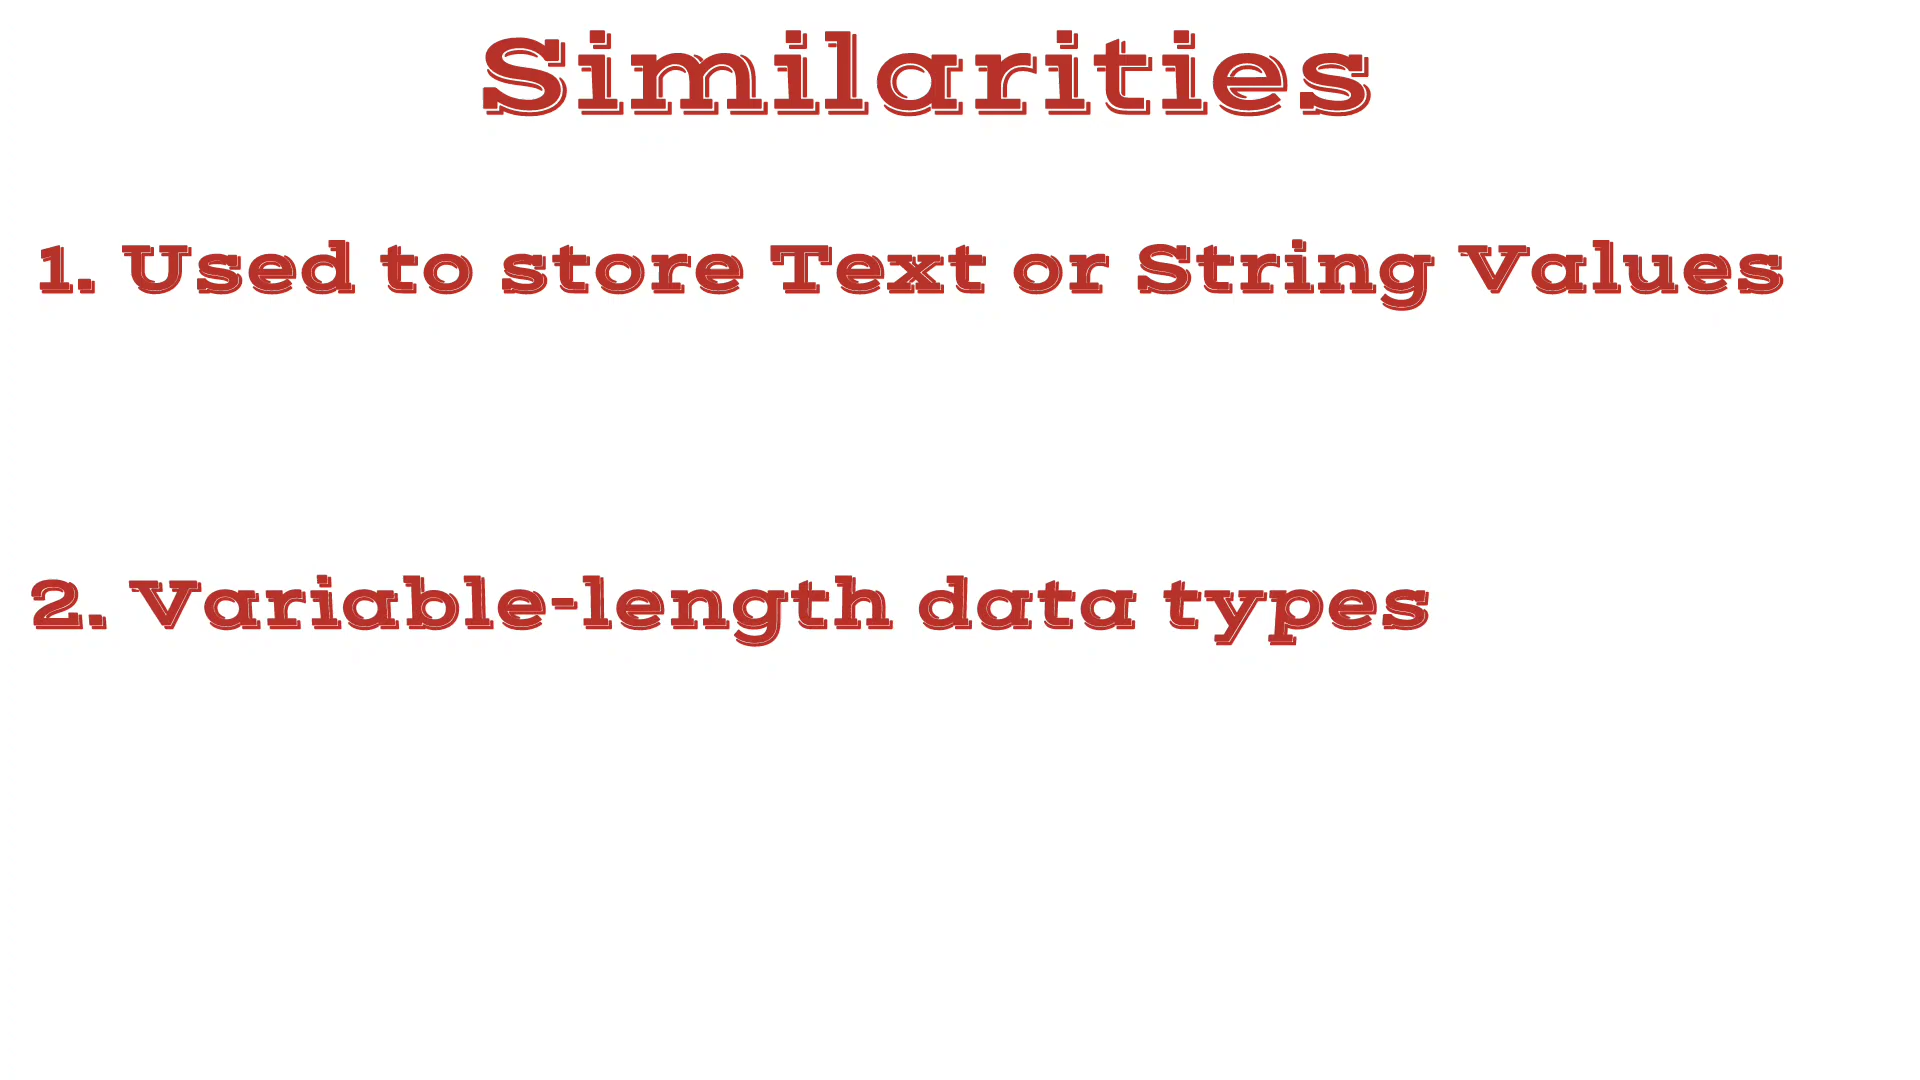 Similarities
1. Used to store Text or String Values
2. Variable-length data types